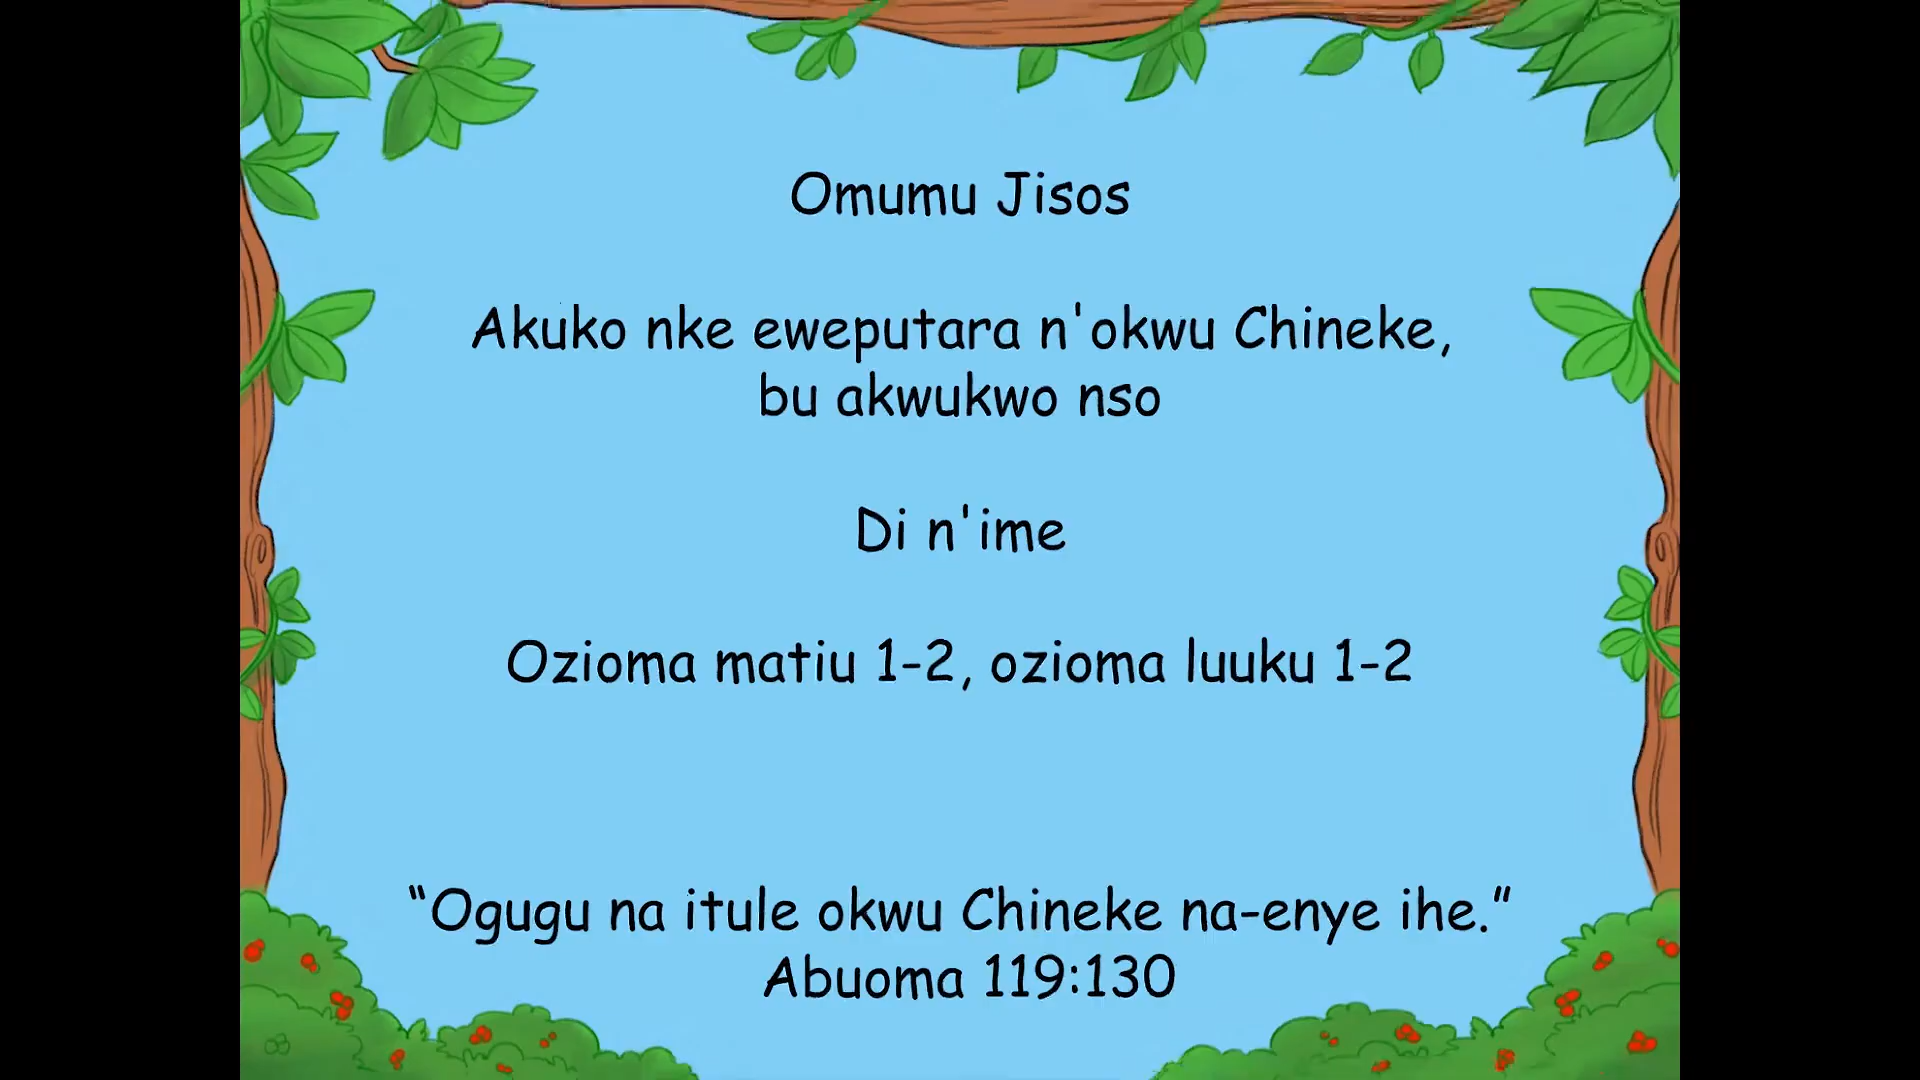 Omumu Jisos
Akuko nke eweputara n'okwu Chineke,
bu akwukwo nso
Di n'ime
Ozioma matiu 1-2, ozioma luuku 1-2
“Ogugu na itule okwu Chineke na-enye ihe.”
Abuoma 119:130